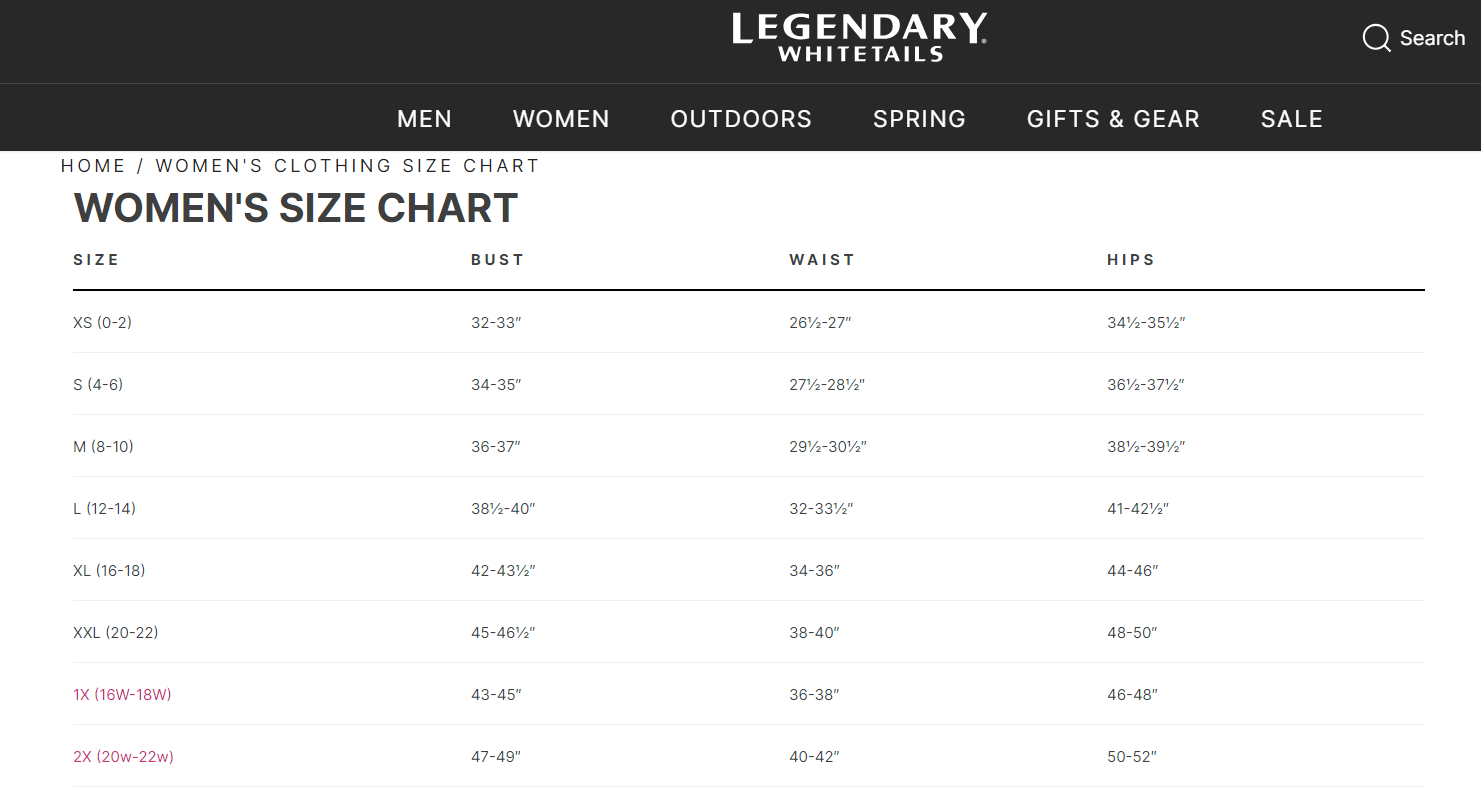 LEGENDARY®
WHITETAILS
Search
MEN WOMEN OUTDOORS SPRING GIFTS & GEAR SALE
HOME / WOMEN'S CLOTHING SIZE CHART
WOMEN'S SIZE CHART
SIZE BUST WAIST HIPS
XS (0-2) 32-33″ 26½-27″ 34½-35½″
S (4-6) 34-35″ 27½-28½″ 36½-37½″
M (8-10) 36-37″ 29½-30½″ 38½-39½″
L (12-14) 38½-40″ 32-33½″ 41-42½″
XL (16-18) 42-43½″ 34-36″ 44-46″
XXL (20-22) 45-46½″ 38-40″ 48-50″
1X (16W-18W) 43-45″ 36-38″ 46-48″
2X (20w-22w) 47-49″ 40-42″ 50-52″